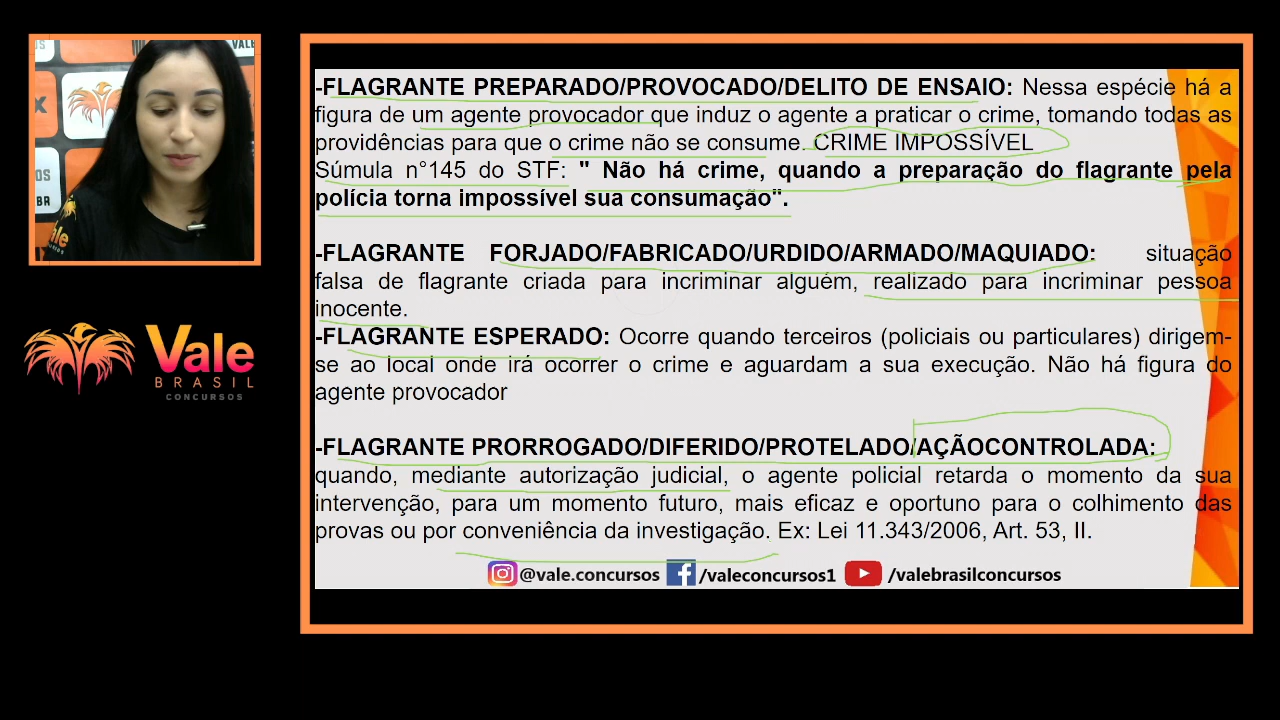 -FLAGRANTE PREPARADO/PROVOCADO/DELITO DE ENSAIO: Nessa espécie há a
figura de um agente provocador que induz o agente a praticar o crime, tomando todas as
providências para que o crime não se consume. CRIME IMPOSSÍVEL
Súmula n°145 do STF: " Não há crime, quando a preparação do flagrante pela
polícia torna impossível sua consumação".
-FLAGRANTE FORJADO/FABRICADO/URDIDO/ARMADO/MAQUIADO: situação
falsa de flagrante criada para incriminar alguém, realizado para incriminar pessoa
inocente.
-FLAGRANTE ESPERADO: Ocorre quando terceiros (policiais ou particulares) dirigem-
se ao local onde irá ocorrer o crime e aguardam a sua execução. Não há figura do
agente provocador
-FLAGRANTE PRORROGADO/DIFERIDO/PROTELADO/AÇÃOCONTROLADA:
quando, mediante autorização judicial, o agente policial retarda o momento da sua
intervenção, para um momento futuro, mais eficaz e oportuno para o colhimento das
provas ou por conveniência da investigação. Ex: Lei 11.343/2006, Art. 53, II.
@vale.concursos /valeconcursos1 /valebrasilconcursos
Vale
BRASIL
CONCURSOS
Vale